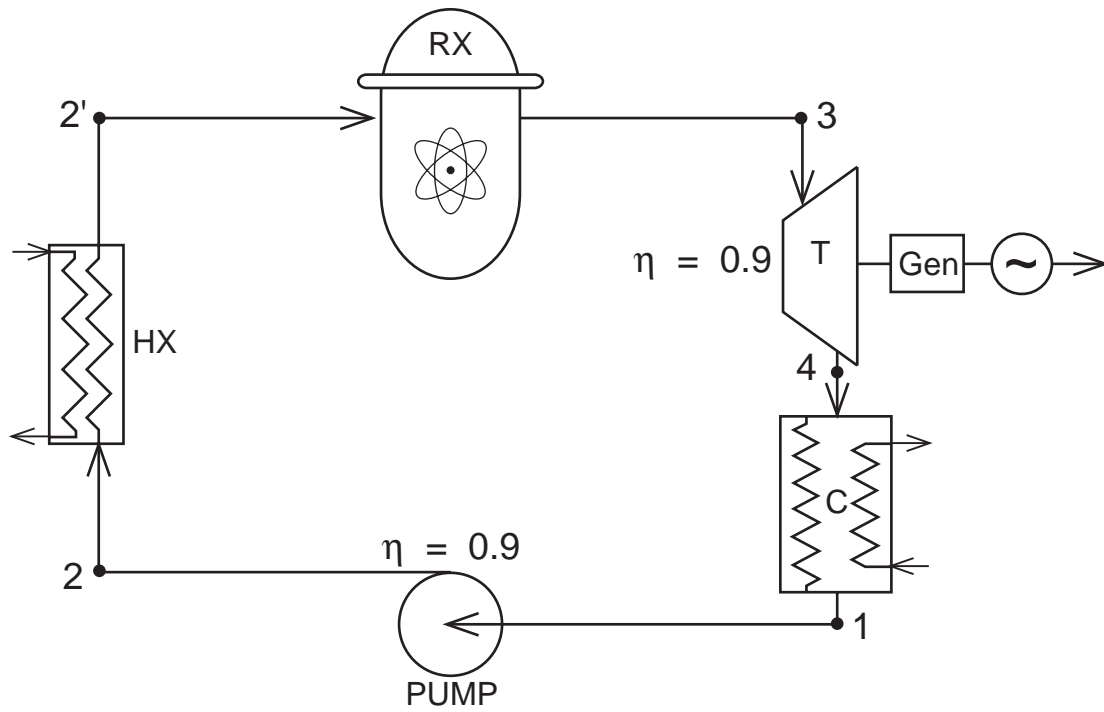 RX
2'
3
η = 0.9
T
Gen
~
HX
4
C
η = 0.9
2
1
PUMP